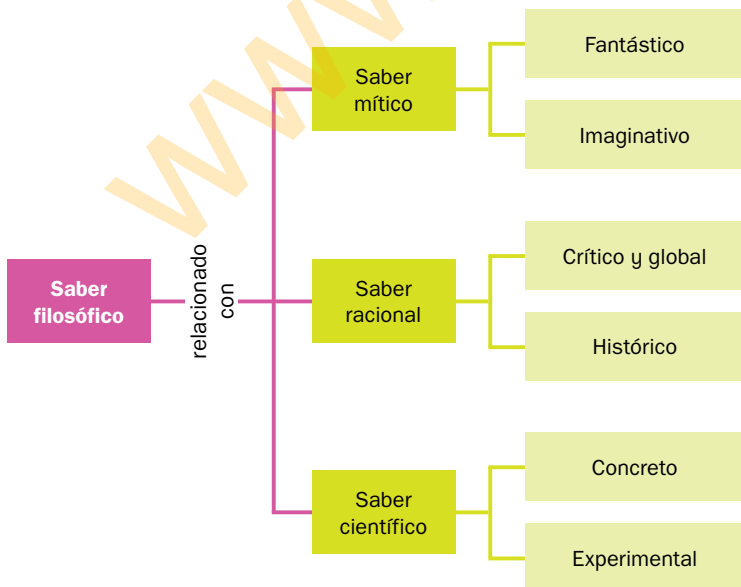 Saber
filosófico
relacionado
con
Saber
mítico
Fantástico
Imaginativo
Saber
racional
Crítico y global
Histórico
Saber
científico
Concreto
Experimental